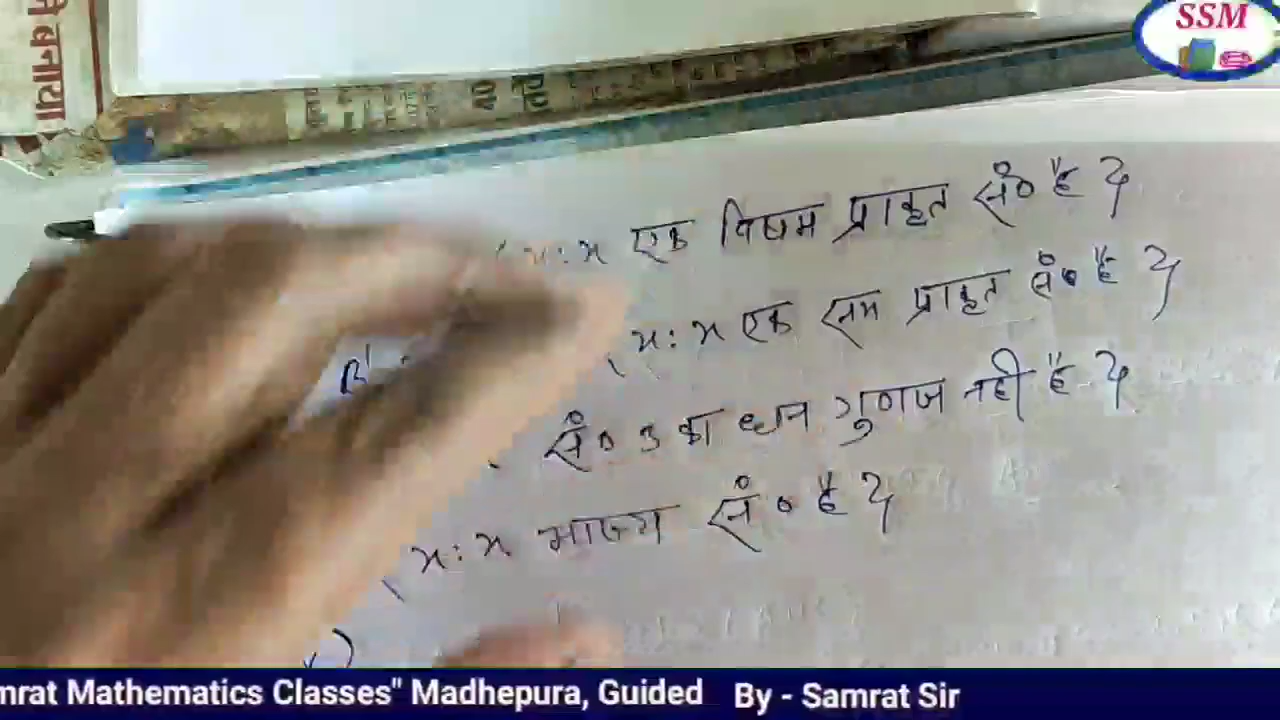 SSM
x : x एक विषम प्राकृत सं० है }
{ x : x एक सम प्राकृत सं० है }
B'
सं० 3 का धन गुणज नहीं है }
{ x : x भाज्य सं० है }
mrat Mathematics Classes" Madhepura, Guided By - Samrat Sir